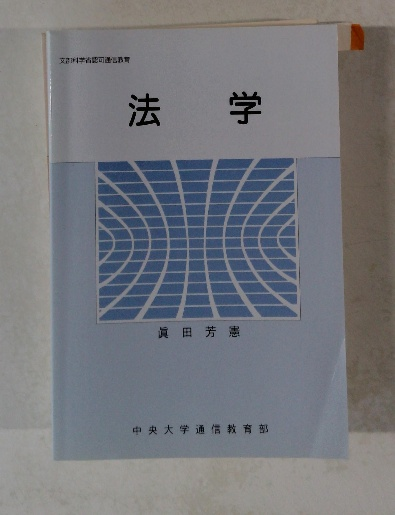 文部科学省認可通信教育
法学
眞田芳憲
中央大学通信教育部